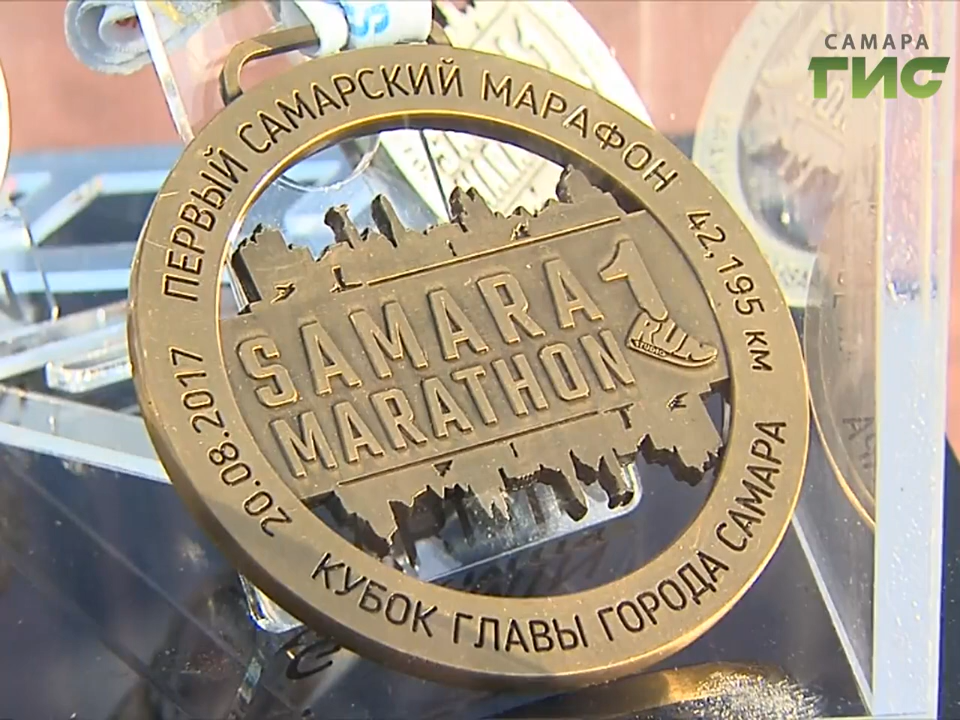 САМАРА
ГИС
ПЕРВЫЙ САМАРСКИЙ МАРАФОН
42,195 км
20.08.2017
КУБОК ГЛАВЫ ГОРОДА САМАРА
SAMARA 1
MARATHON
RUN
STUDIO